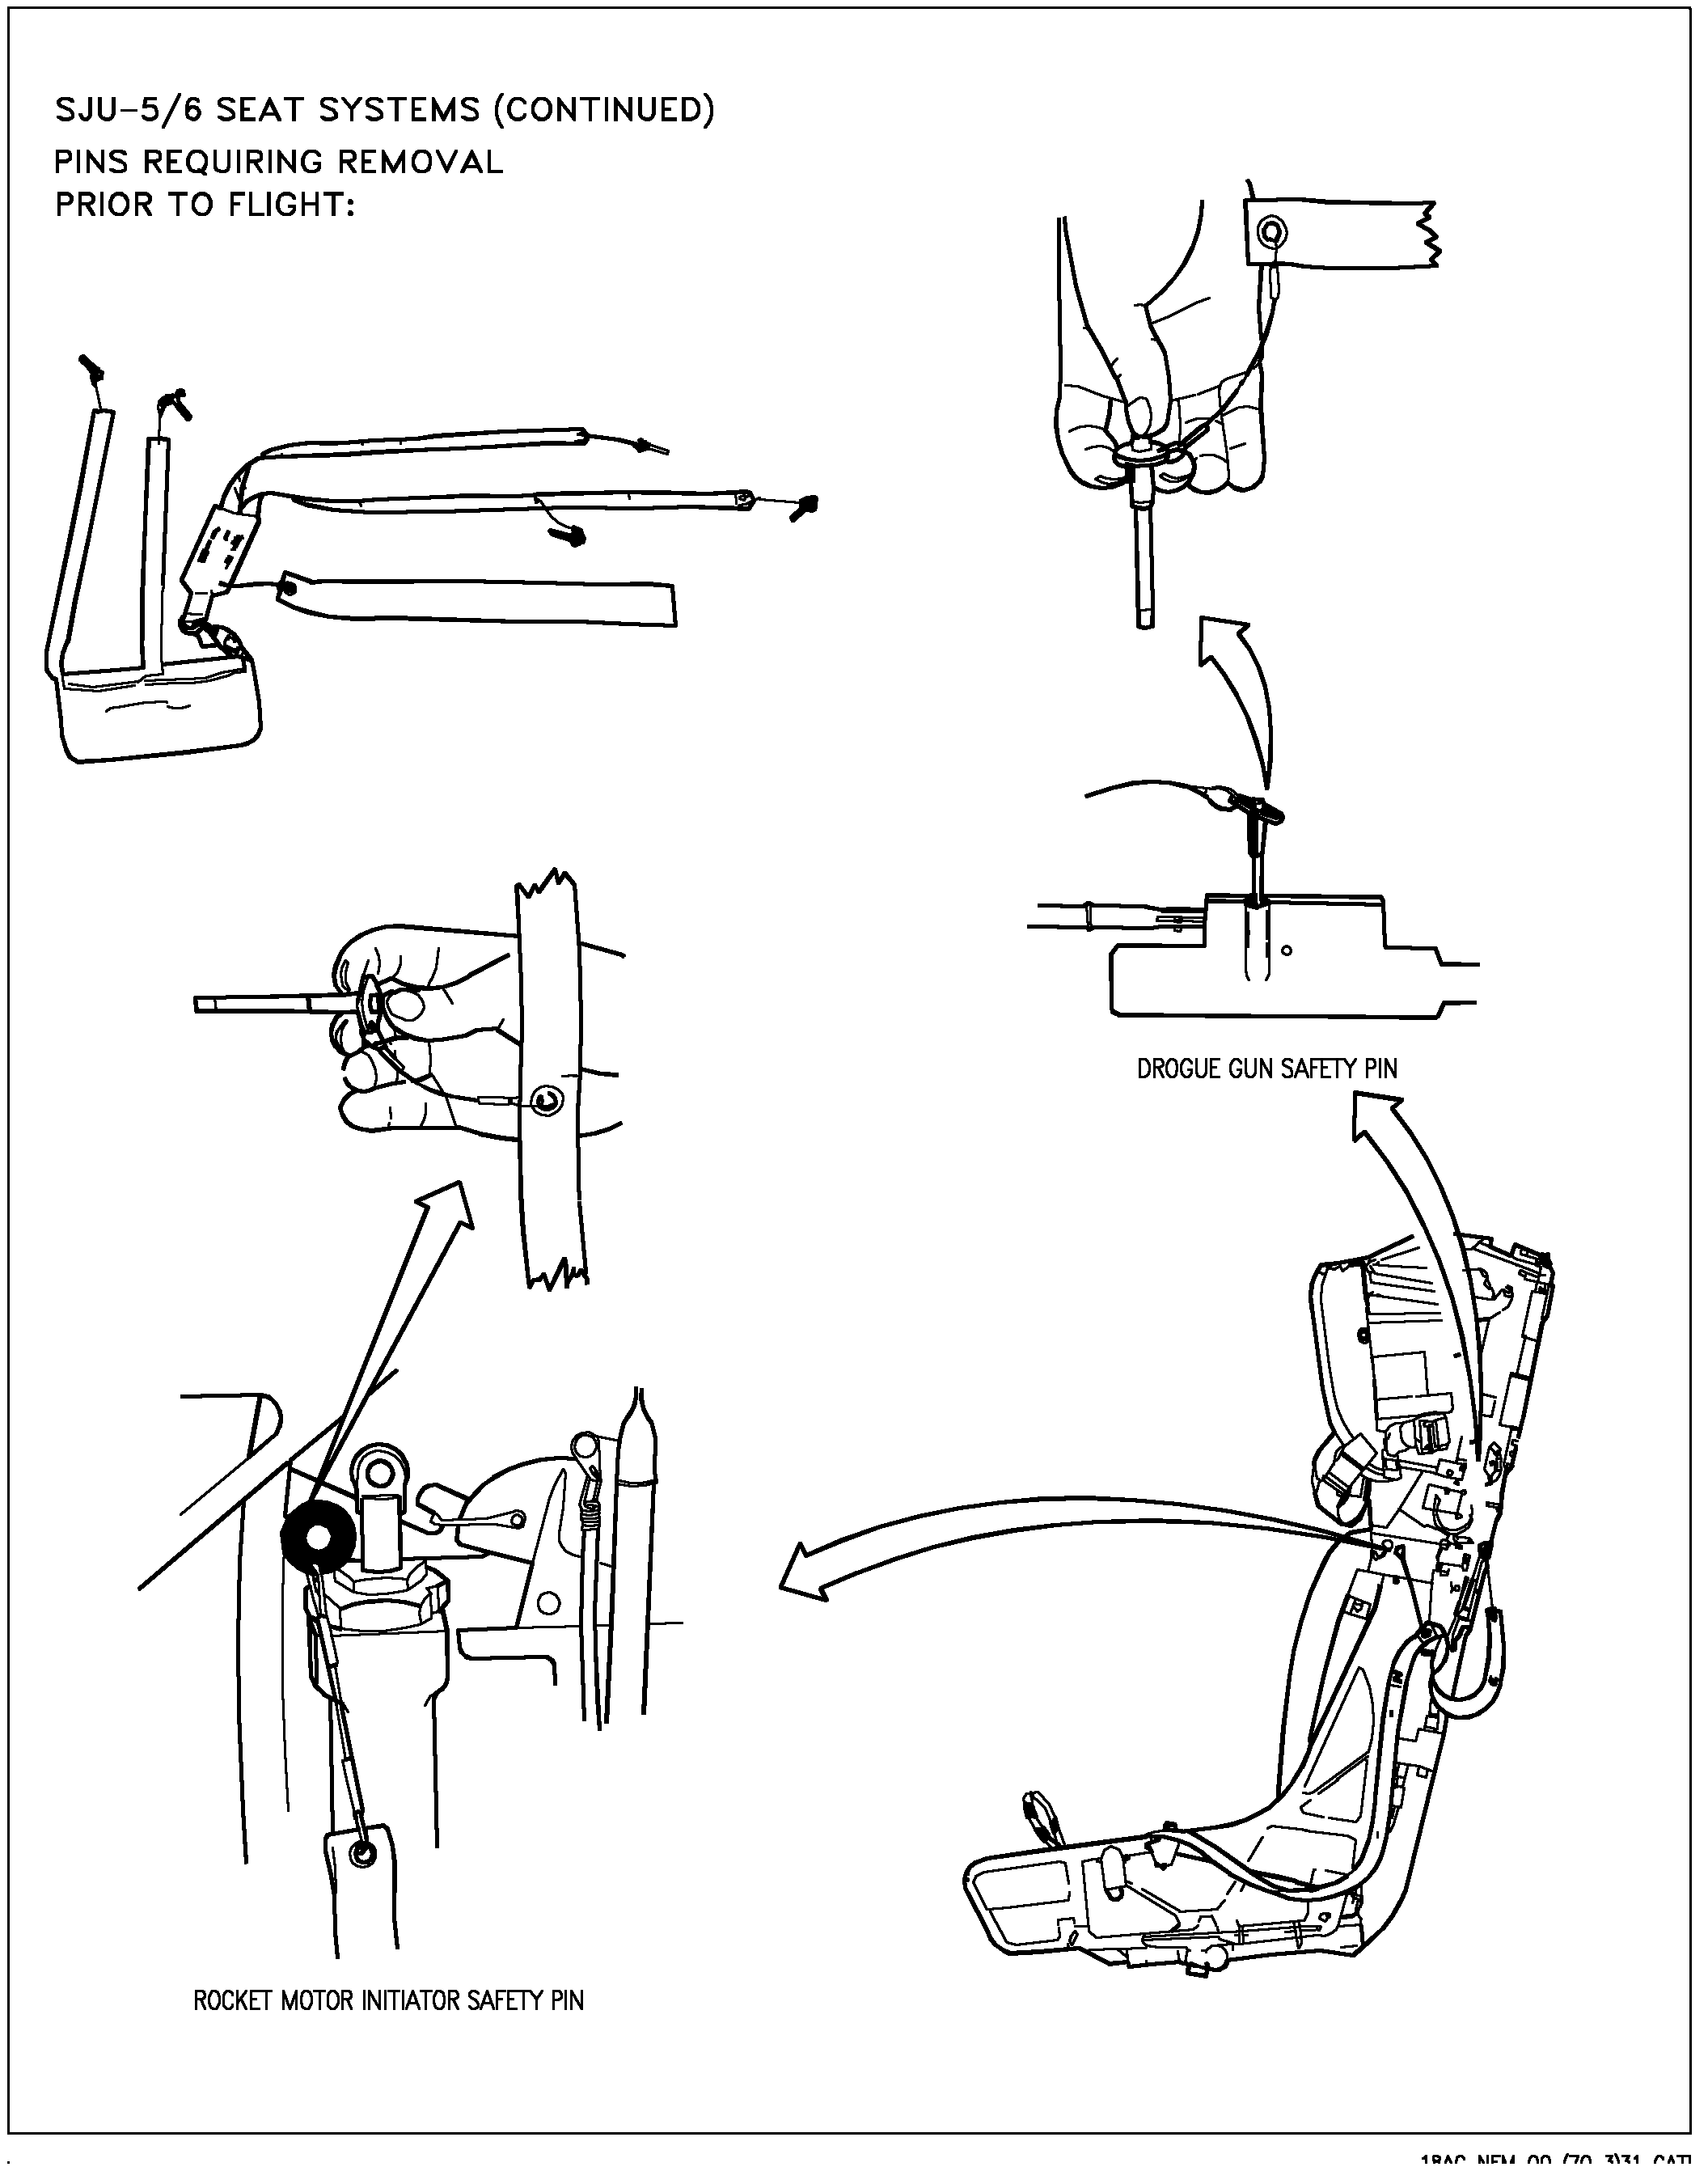 SJU-5/6 SEAT SYSTEMS (CONTINUED)
PINS REQUIRING REMOVAL
PRIOR TO FLIGHT:
DROGUE GUN SAFETY PIN
ROCKET MOTOR INITIATOR SAFETY PIN